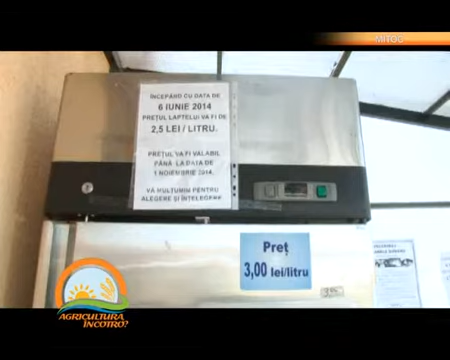 MITOC
ÎNCEPÂND CU DATA DE
6 IUNIE 2014
PREȚUL LAPTELUI VA FI DE
2,5 LEI / LITRU.
PREȚUL VA FI VALABIL
PÂNĂ LA DATA DE
1 NOIEMBRIE 2014.
VĂ MULȚUMIM PENTRU
ALEGERE ȘI ÎNȚELEGERE
Preț
3,00 lei/litru
AGRICULTURA
ÎNCOTRO?